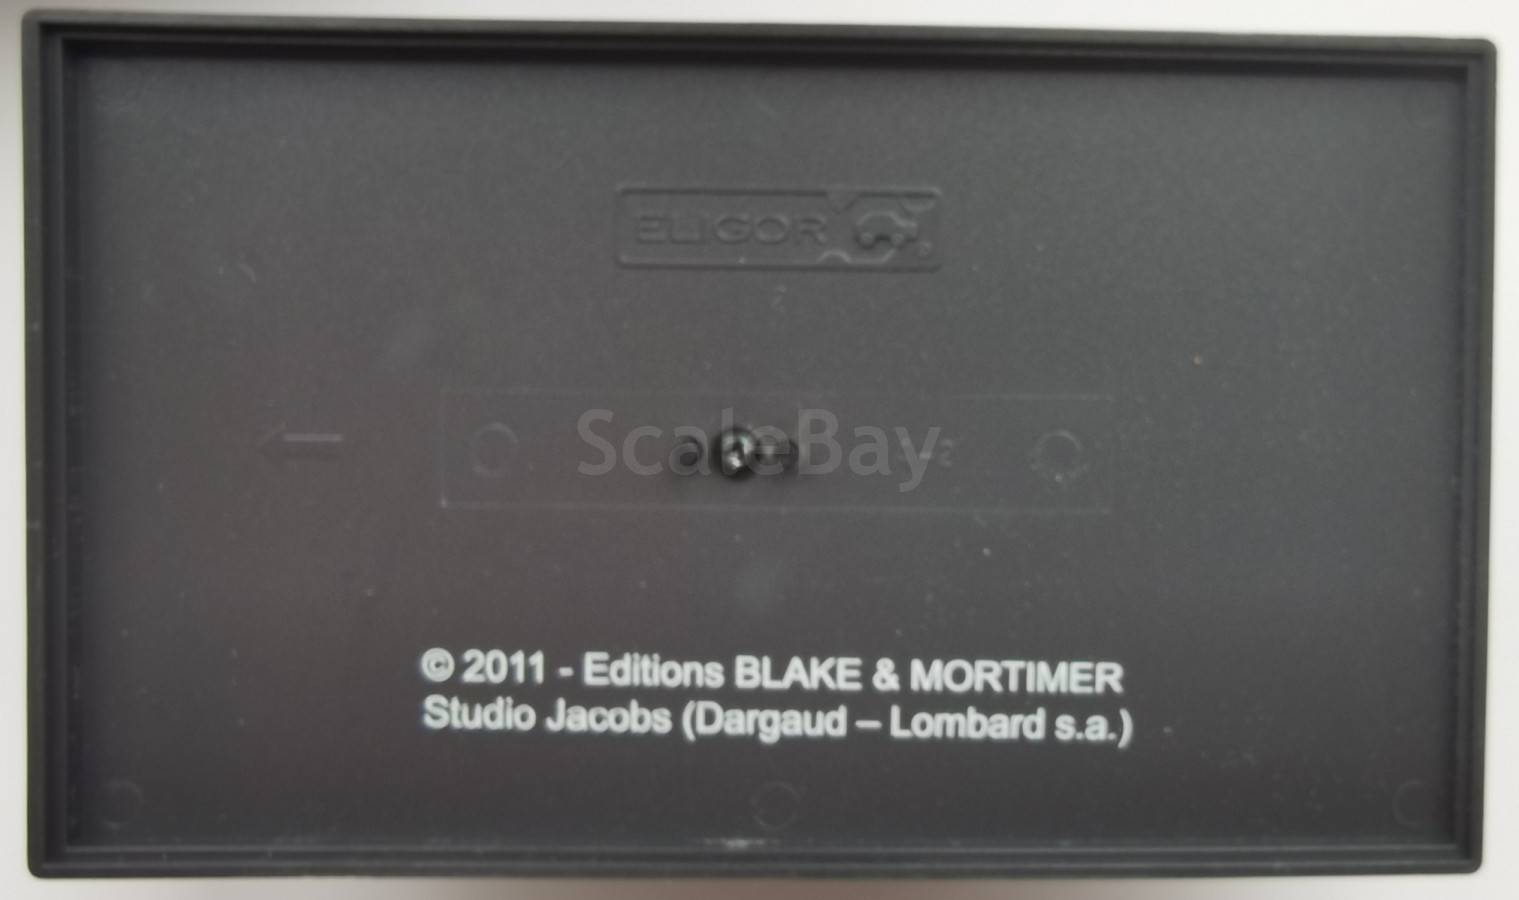 ELIGOR
ScaleBay
© 2011 - Editions BLAKE & MORTIMER
Studio Jacobs (Dargaud – Lombard s.a.)